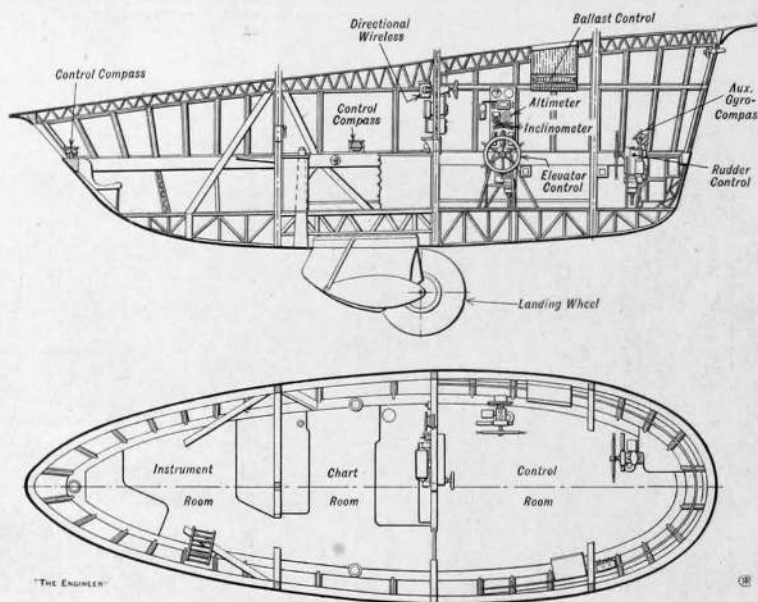 Directional
Wireless
Ballast Control
Control Compass
Control
Compass
Altimeter
Inclinometer
Elevator
Control
Aux.
Gyro-
Compass
Rudder
Control
Landing Wheel
Instrument
Room
Chart
Room
Control
Room
"THE ENGINEER"